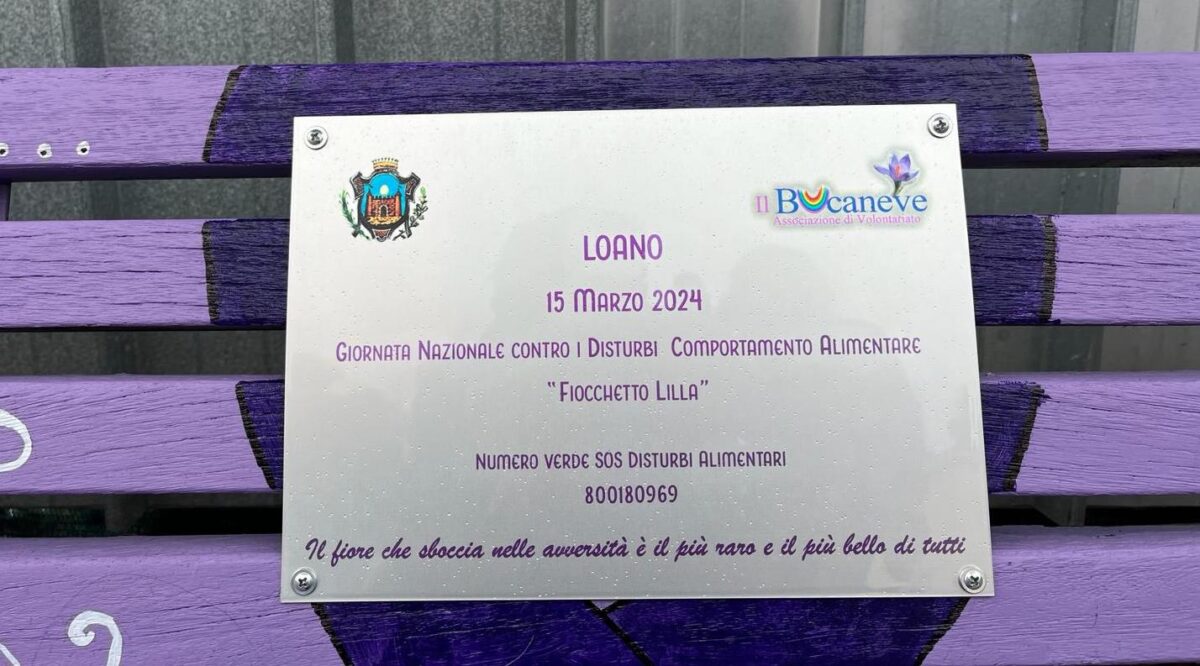 Il Bucaneve
Associazione di Volontariato
LOANO
15 MARZO 2024
GIORNATA NAZIONALE CONTRO I DISTURBI COMPORTAMENTO ALIMENTARE
"FIOCCHETTO LILLA"
NUMERO VERDE SOS DISTURBI ALIMENTARI
800180969
Il fiore che sboccia nelle avversità è il più raro e il più bello di tutti